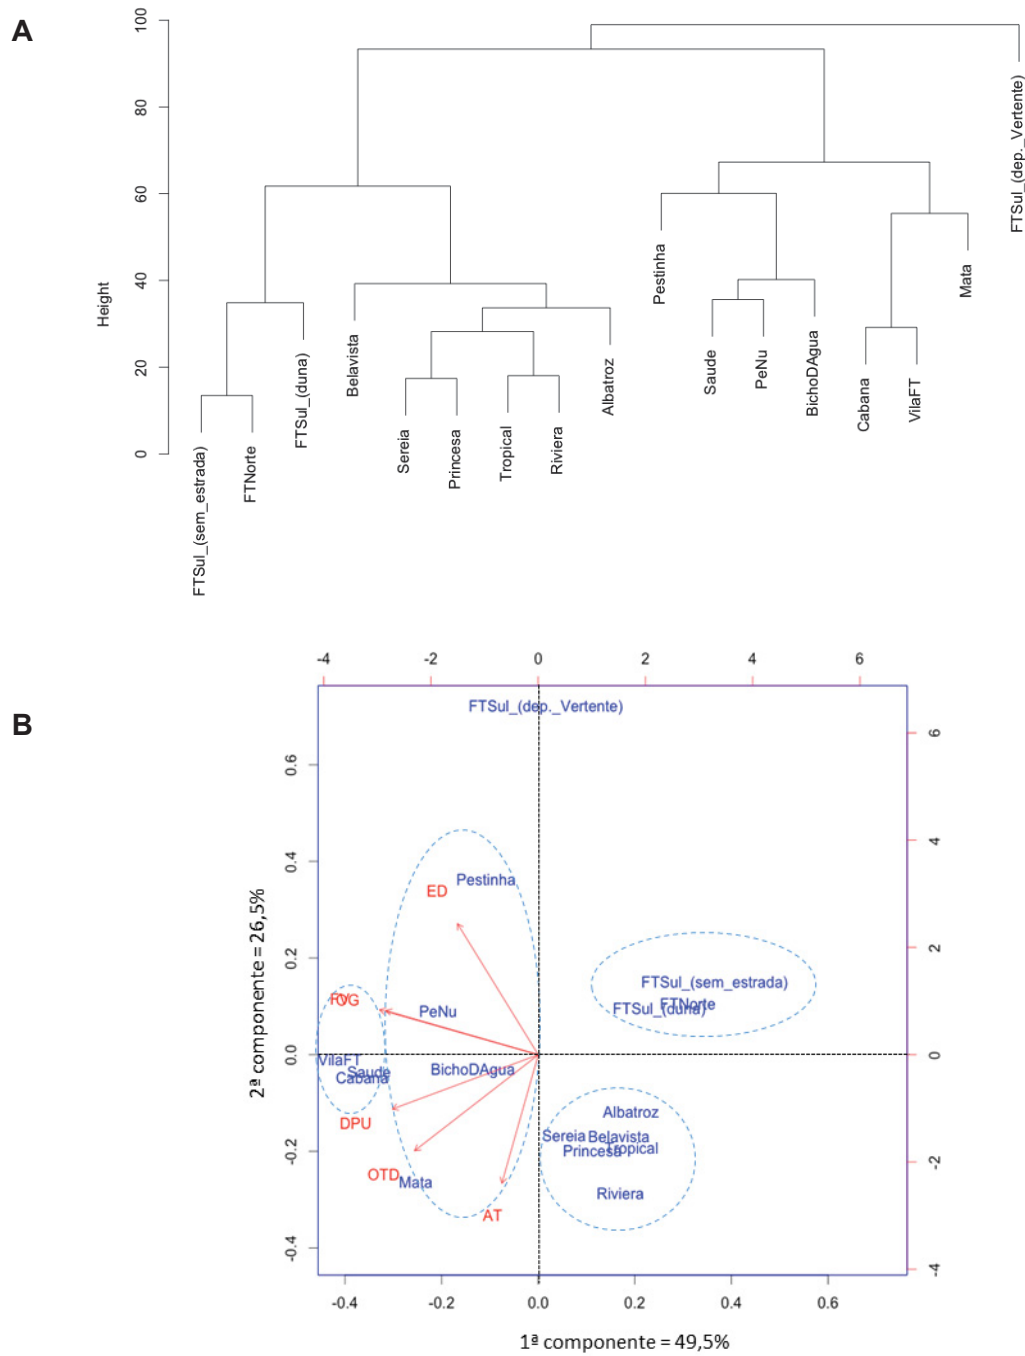 A
Height
0
20
40
60
80
100
FTSul_(sem_estrada)
FTNorte
FTSul_(duna)
Belavista
Sereia
Princesa
Tropical
Riviera
Albatroz
Pestinha
Saude
PeNu
BichoDAgua
Cabana
VilaFT
Mata
FTSul_(dep._Vertente)
B
-4 -2 0 2 4 6
FTSul_(dep._Vertente)
2ª componente = 26,5%
-0.4 -0.2 0.0 0.2 0.4 0.6
6
4
2
0
-2
-4
ED
Pestinha
FTSul_(sem_estrada)
FTNorte
FTSul_(duna)
OG
PeNu
VilaFT
Saude
Cabana
BichoDAgua
DPU
OTD
Mata
AT
Albatroz
Sereia
Belavista
Princesa
Tropical
Riviera
-0.4 -0.2 0.0 0.2 0.4 0.6
1ª componente = 49,5%